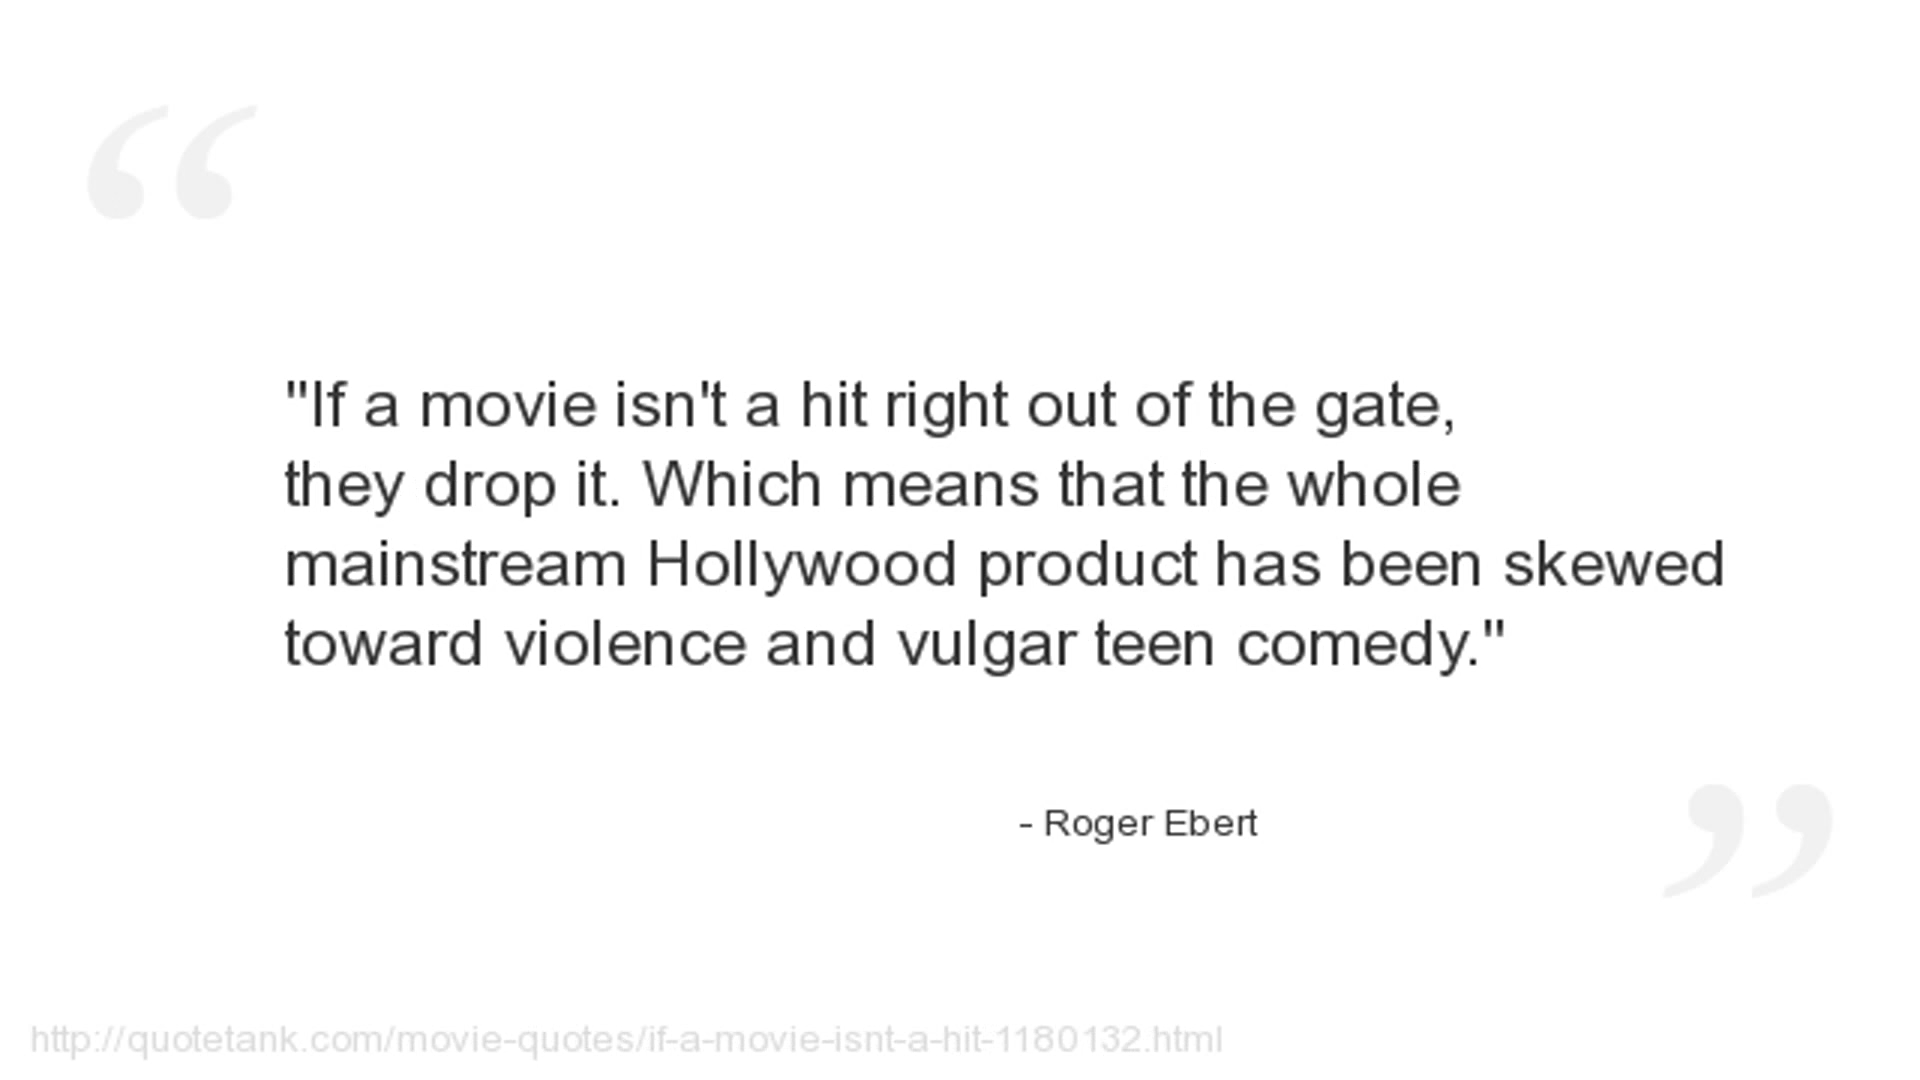 "If a movie isn't a hit right out of the gate,
they drop it. Which means that the whole
mainstream Hollywood product has been skewed
toward violence and vulgar teen comedy."
- Roger Ebert
http://quotetank.com/movie-quotes/if-a-movie-isnt-a-hit-1180132.html